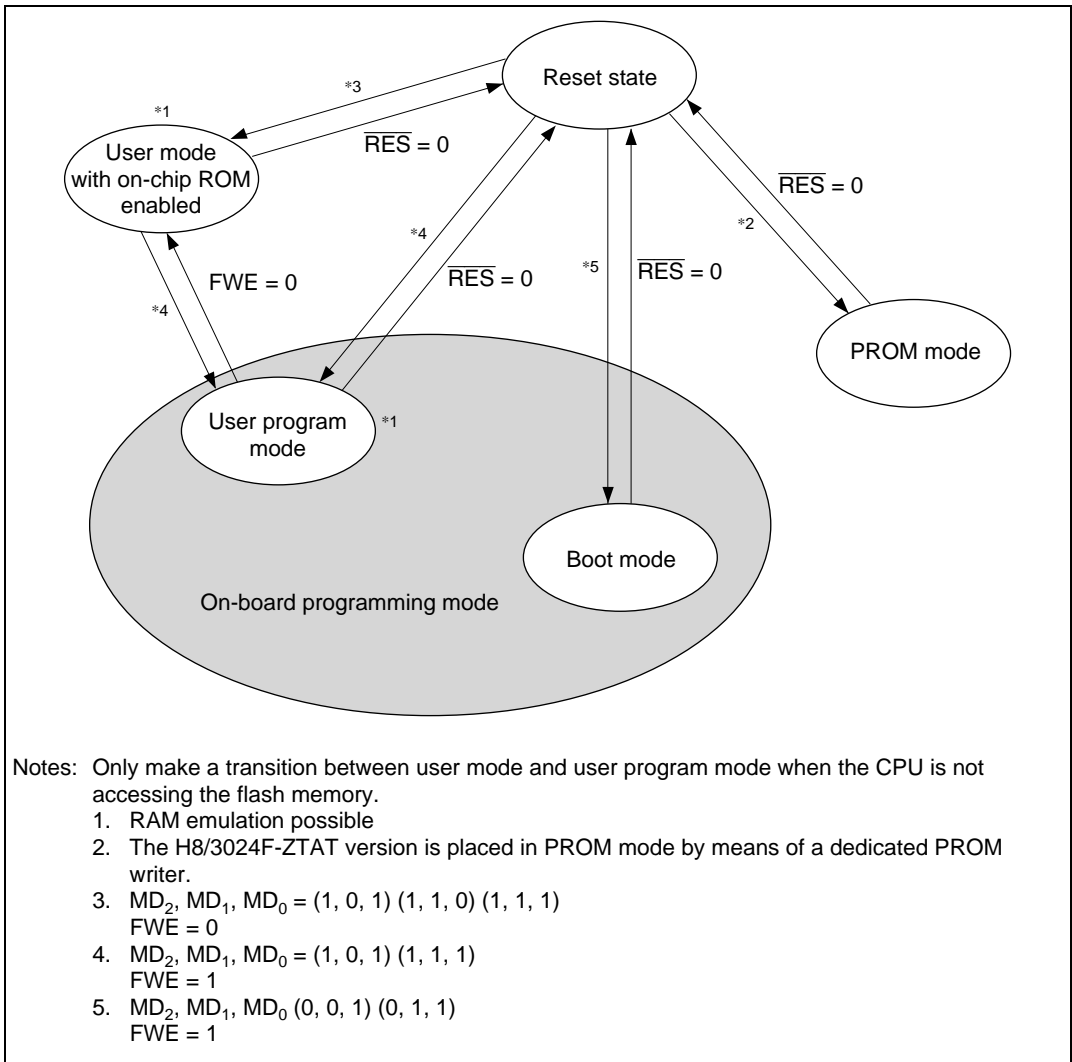 Reset state
*3
*1
RES = 0
User mode
with on-chip ROM
enabled
RES = 0
*2
*4
*5
RES = 0
RES = 0
FWE = 0
*4
PROM mode
User program
mode
*1
Boot mode
On-board programming mode
Notes: Only make a transition between user mode and user program mode when the CPU is not
accessing the flash memory.
1. RAM emulation possible
2. The H8/3024F-ZTAT version is placed in PROM mode by means of a dedicated PROM
writer.
3. MD2, MD1, MD0 = (1, 0, 1) (1, 1, 0) (1, 1, 1)
FWE = 0
4. MD2, MD1, MD0 = (1, 0, 1) (1, 1, 1)
FWE = 1
5. MD2, MD1, MD0 (0, 0, 1) (0, 1, 1)
FWE = 1